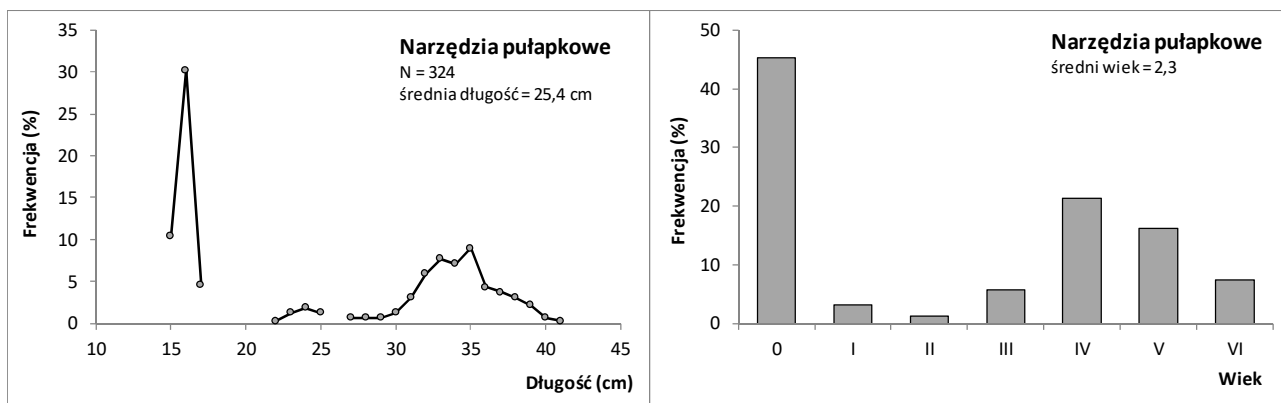 Narzędzia pułapkowe
N = 324
średnia długość = 25,4 cm
Frekwencja (%)
35
30
25
20
15
10
5
0
10 15 20 25 30 35 40 45
Długość (cm)
Narzędzia pułapkowe
średni wiek = 2,3
Frekwencja (%)
50
40
30
20
10
0
0 I II III IV V VI
Wiek